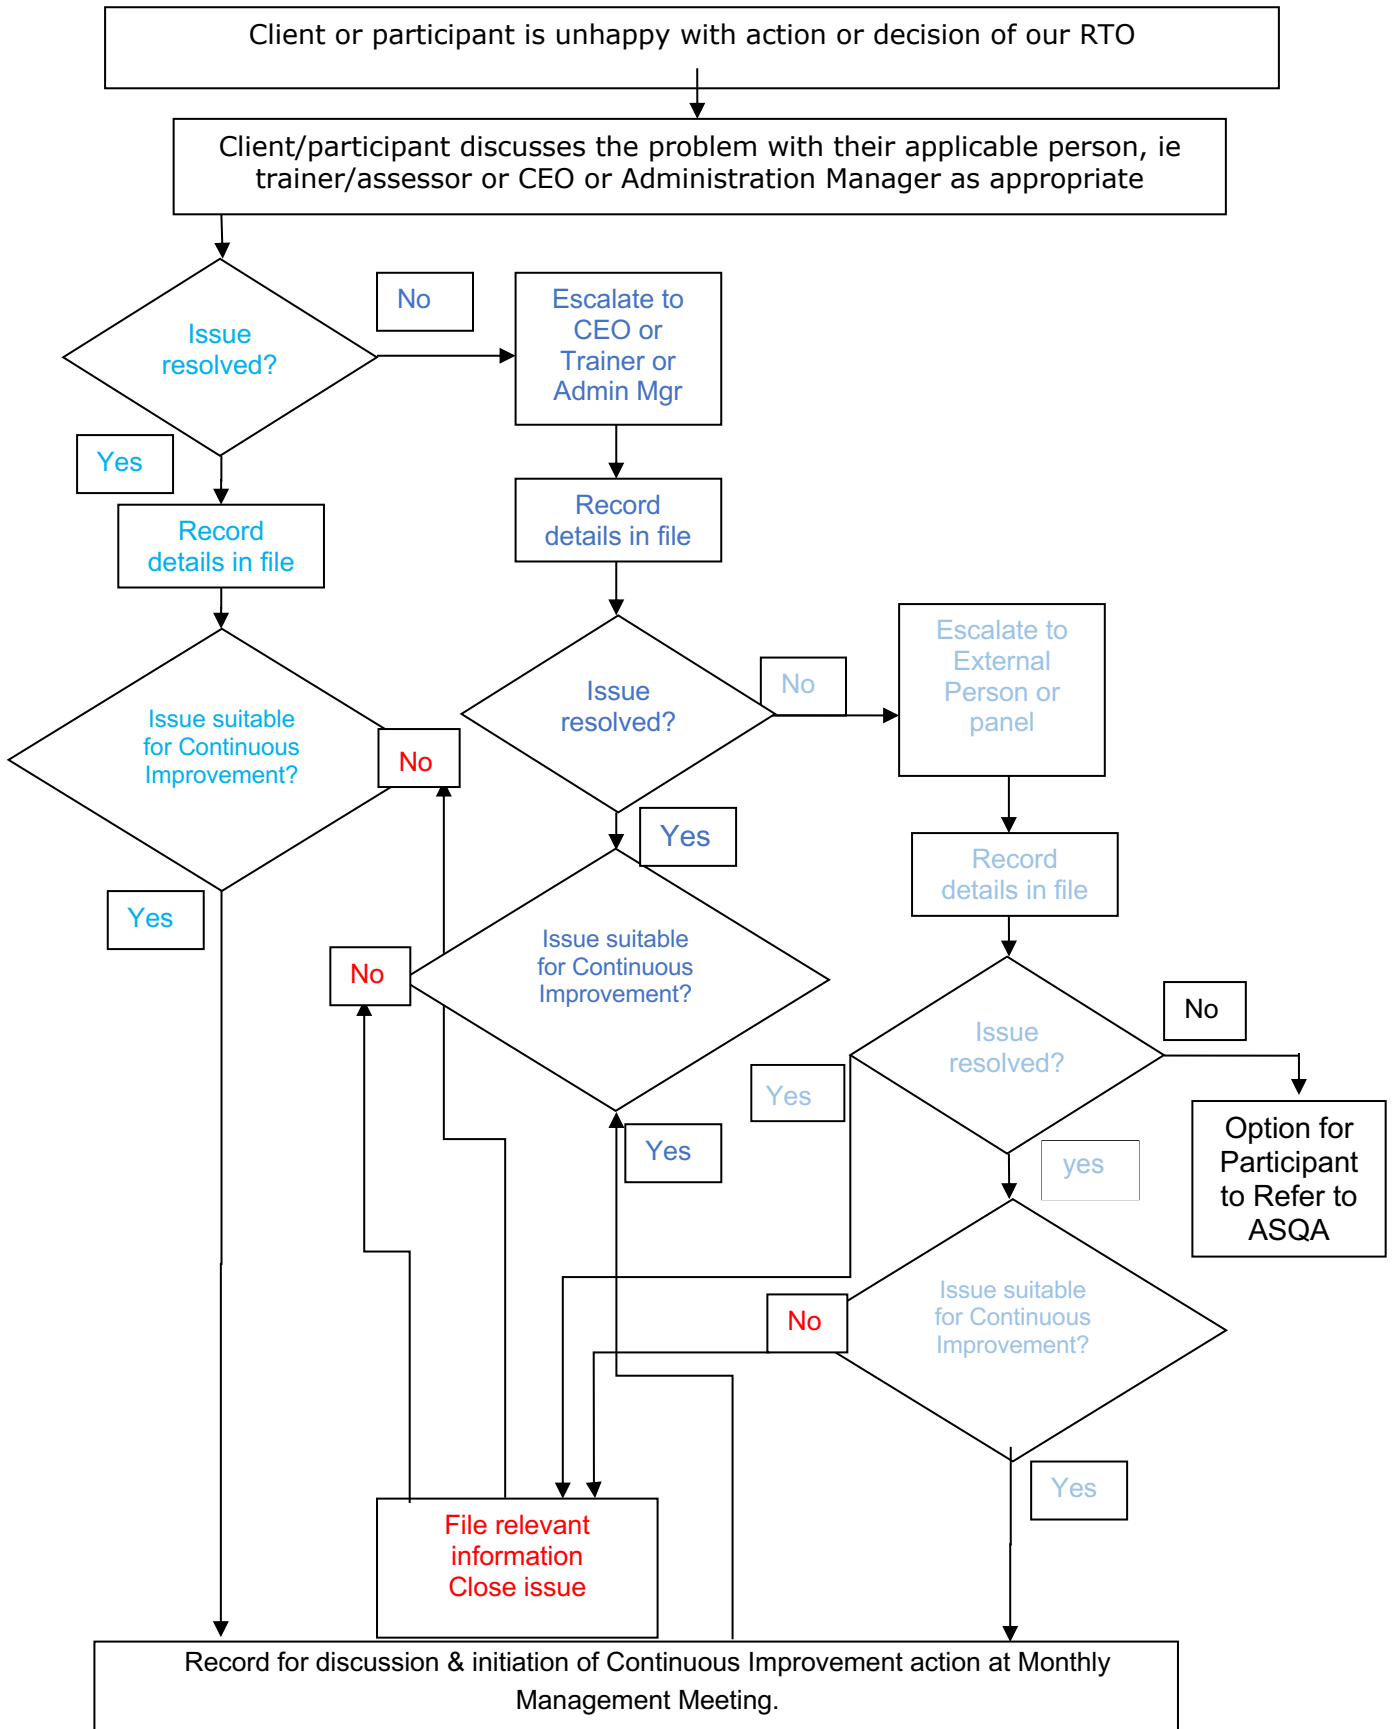 Client or participant is unhappy with action or decision of our RTO
Client/participant discusses the problem with their applicable person, ie
trainer/assessor or CEO or Administration Manager as appropriate
Issue
resolved?
No
Escalate to
CEO or
Trainer or
Admin Mgr
Yes
Record
details in file
Record
details in file
Issue suitable
for Continuous
Improvement?
No
Issue
resolved?
No
Escalate to
External
Person or
panel
Yes
Yes
Record
details in file
Issue suitable
for Continuous
Improvement?
No
Yes
Issue
resolved?
No
Yes
yes
Option for
Participant
to Refer to
ASQA
Issue suitable
for Continuous
Improvement?
No
Yes
File relevant
information
Close issue
Record for discussion & initiation of Continuous Improvement action at Monthly
Management Meeting.